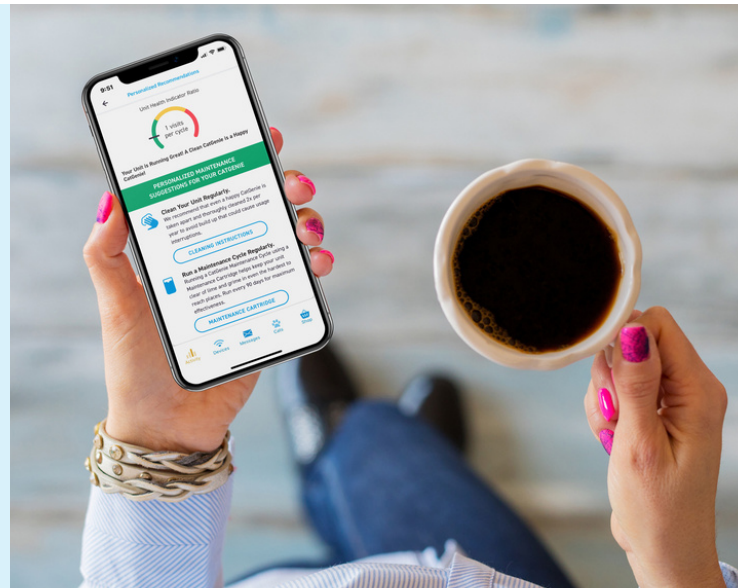 9:51
Personalized Recommendations
Unit Health Indicator Ratio
1 visits
per cycle
Your Unit is Running Great! A Clean CatGenie is a Happy
CatGenie!
PERSONALIZED MAINTENANCE
SUGGESTIONS FOR YOUR CATGENIE
Clean Your Unit Regularly,
We recommend that even a happy CatGenie is
taken apart and thoroughly cleaned 2x per
year to avoid build up that could cause usage
interruptions.
CLEANING INSTRUCTIONS
Run a Maintenance Cycle Regularly,
Running a CatGenie Maintenance Cycle using a
Maintenance Cartridge helps keep your unit
clear of lime and grime in even the hardest to
reach places. Run every 90 days for maximum
effectiveness.
MAINTENANCE CARTRIDGE
Activity
Devices
Messages
Cats
Shop